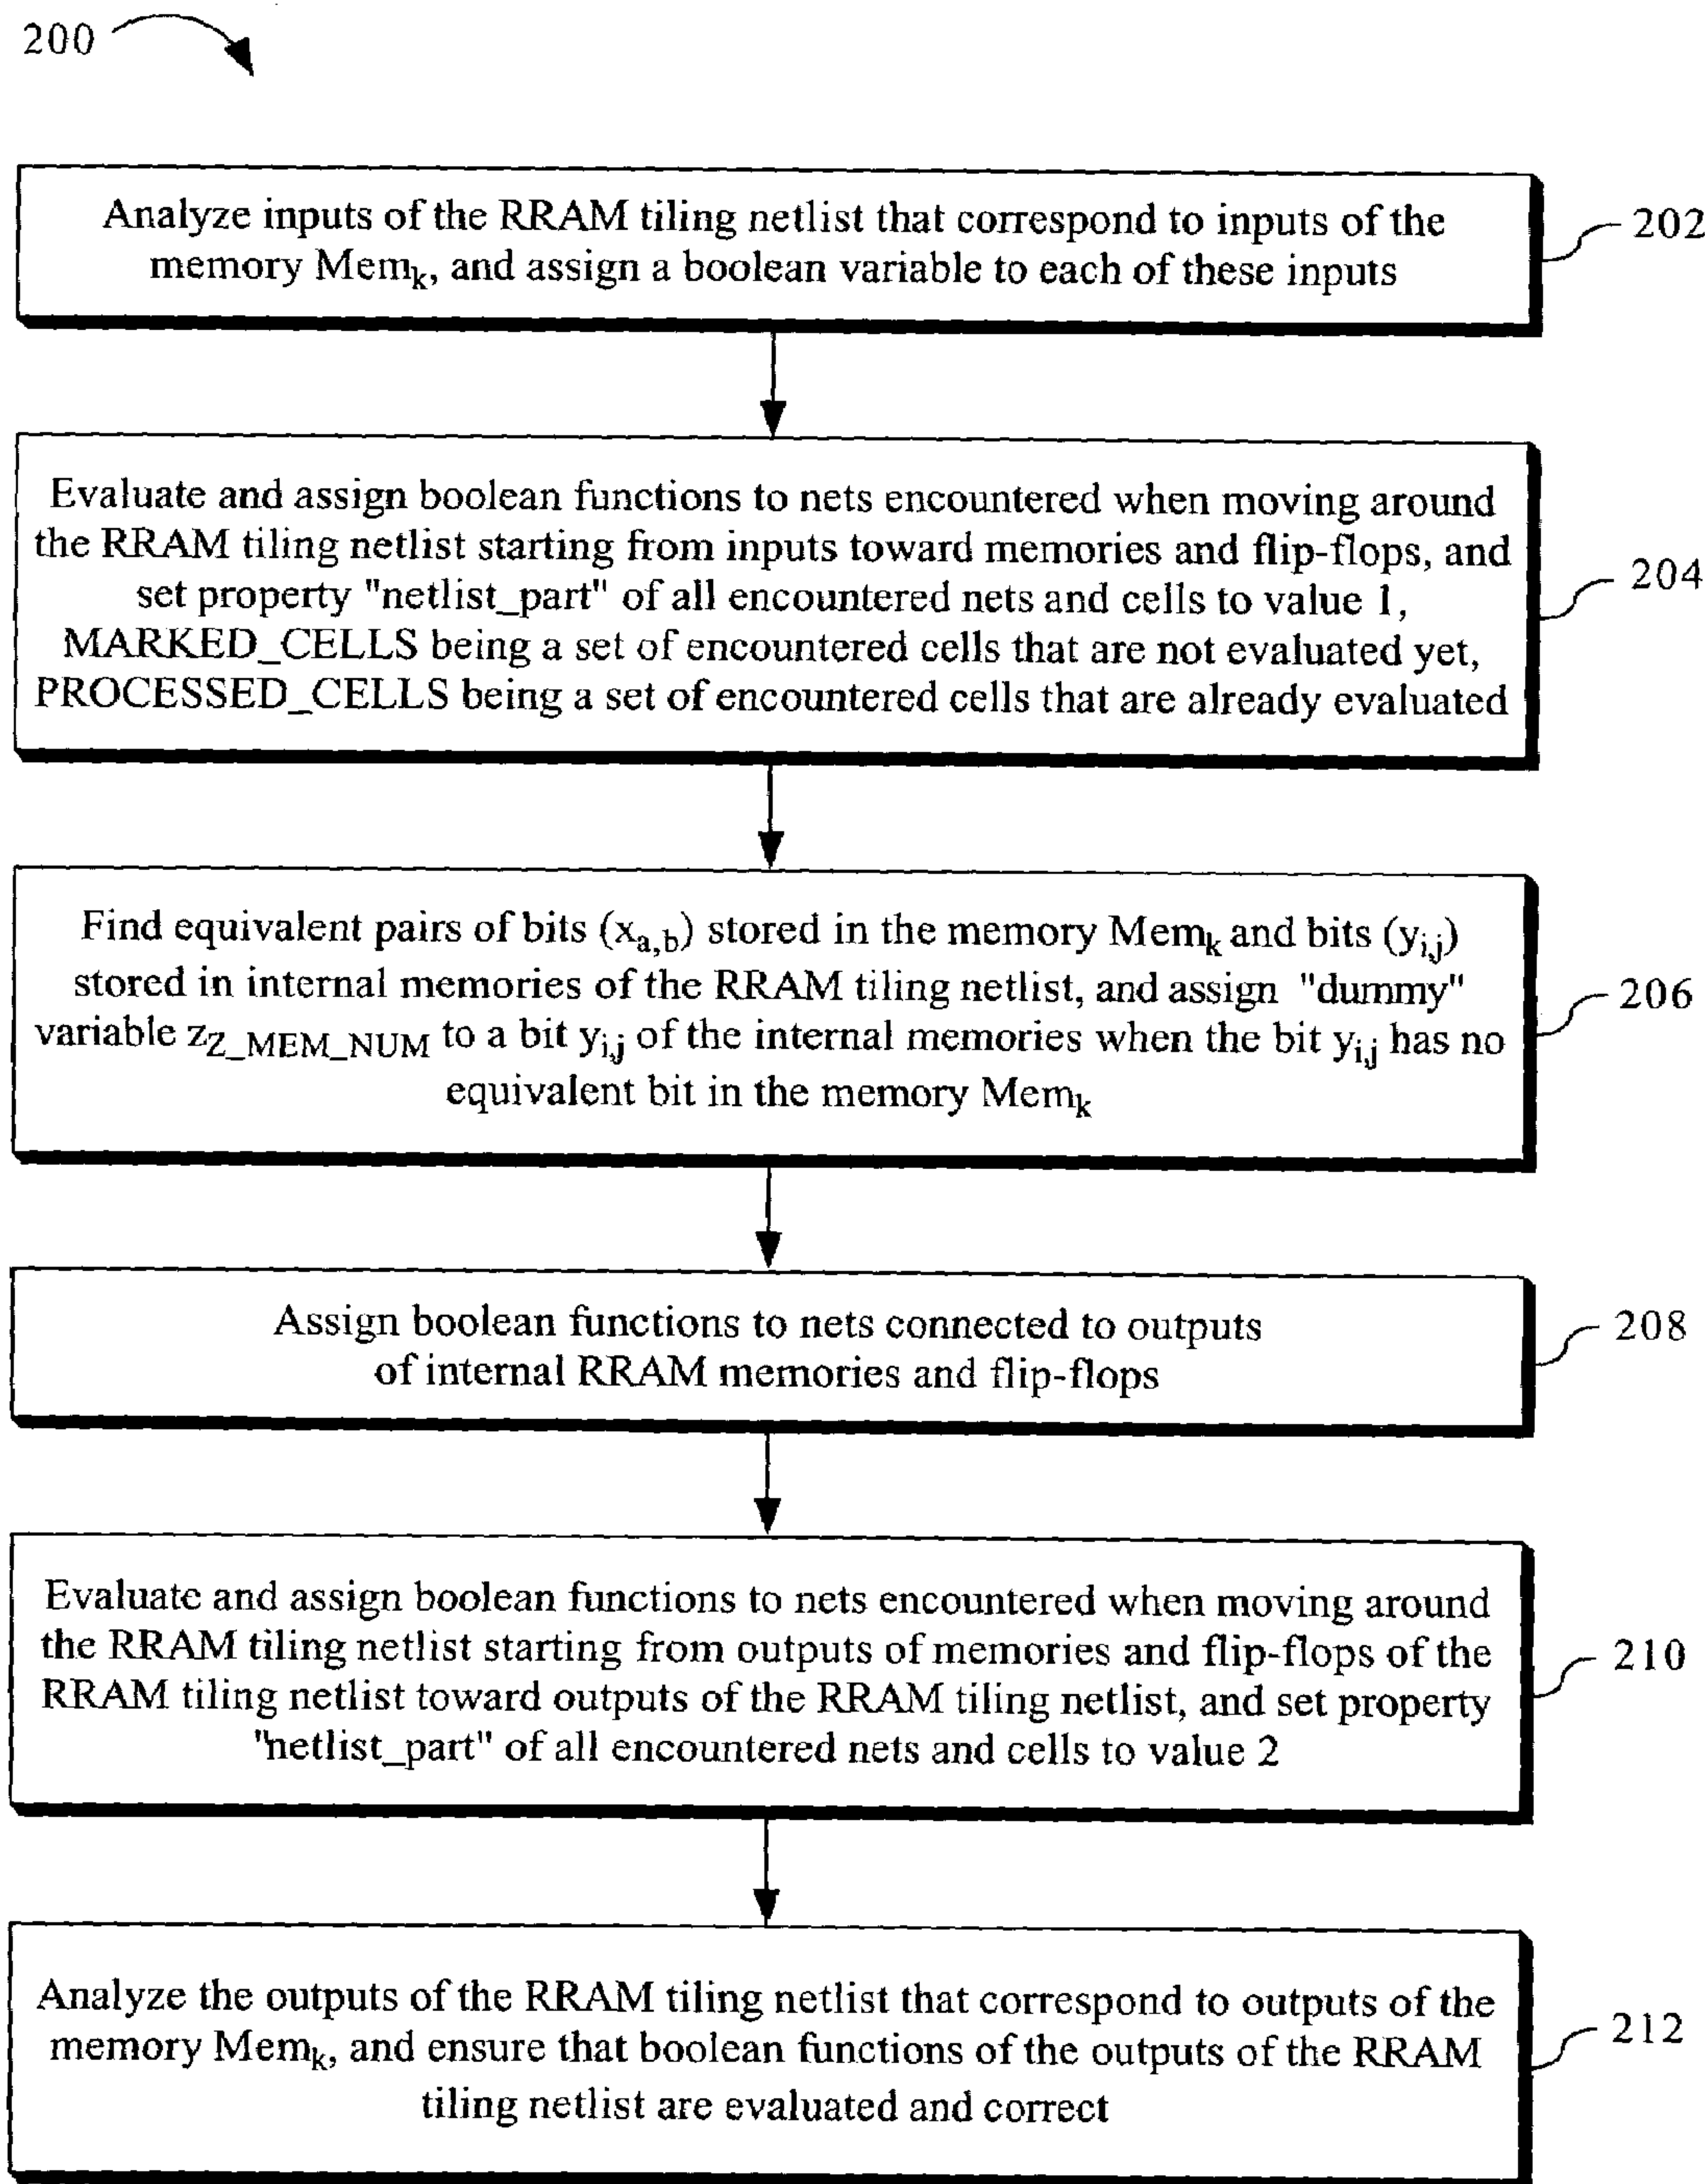 200
Analyze inputs of the RRAM tiling netlist that correspond to inputs of the
memory Memk, and assign a boolean variable to each of these inputs
202
Evaluate and assign boolean functions to nets encountered when moving around
the RRAM tiling netlist starting from inputs toward memories and flip-flops, and
set property "netlist_part" of all encountered nets and cells to value 1,
MARKED_CELLS being a set of encountered cells that are not evaluated yet,
PROCESSED_CELLS being a set of encountered cells that are already evaluated
204
Find equivalent pairs of bits (xa,b) stored in the memory Memk and bits (yi,j)
stored in internal memories of the RRAM tiling netlist, and assign "dummy"
variable zZ_MEM_NUM to a bit yi,j of the internal memories when the bit yi,j has no
equivalent bit in the memory Memk
206
Assign boolean functions to nets connected to outputs
of internal RRAM memories and flip-flops
208
Evaluate and assign boolean functions to nets encountered when moving around
the RRAM tiling netlist starting from outputs of memories and flip-flops of the
RRAM tiling netlist toward outputs of the RRAM tiling netlist, and set property
"netlist_part" of all encountered nets and cells to value 2
210
Analyze the outputs of the RRAM tiling netlist that correspond to outputs of the
memory Memk, and ensure that boolean functions of the outputs of the RRAM
tiling netlist are evaluated and correct
212